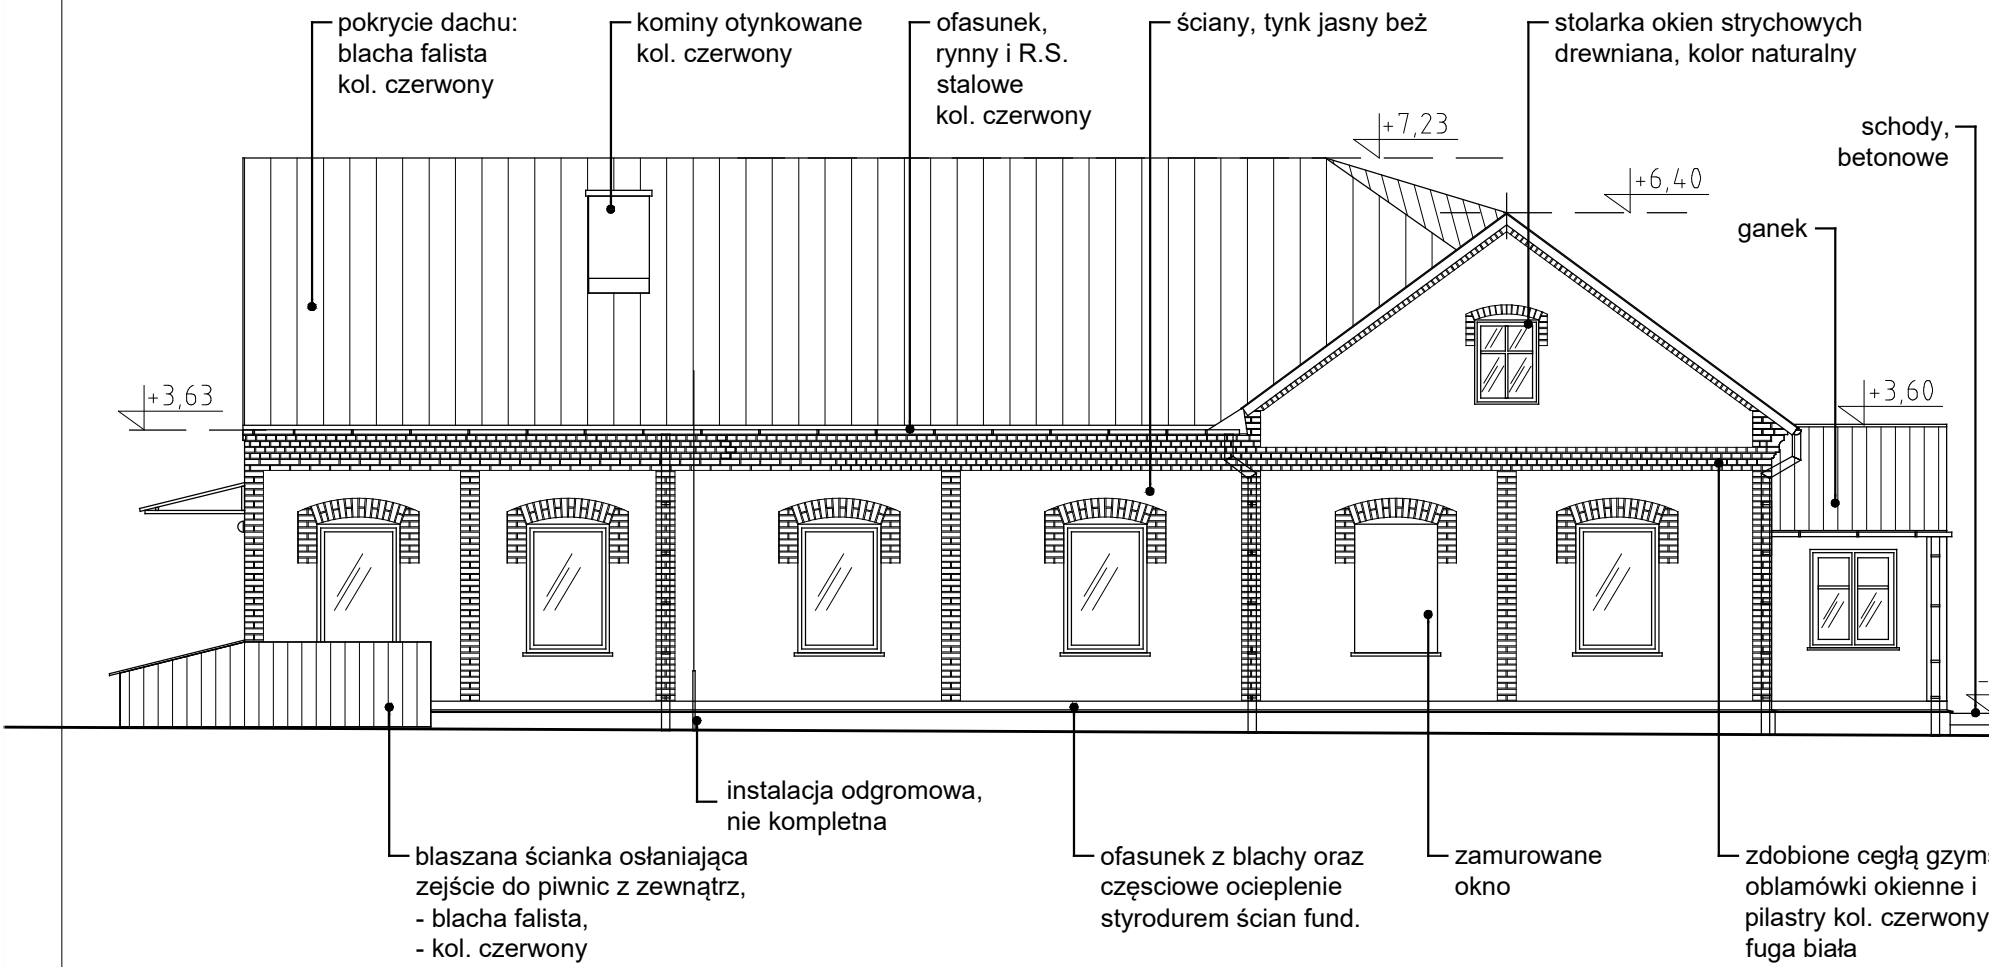 pokrycie dachu:
blacha falista
kol. czerwony
kominy otynkowane
kol. czerwony
ofasunek,
rynny i R.S.
stalowe
kol. czerwony
ściany, tynk jasny beż
stolarka okien strychowych
drewniana, kolor naturalny
+7,23
schody,
betonowe
+6,40
ganek
+3,63
+3,60
instalacja odgromowa,
nie kompletna
blaszana ścianka osłaniająca
zejście do piwnic z zewnątrz,
- blacha falista,
- kol. czerwony
ofasunek z blachy oraz
częsciowe ocieplenie
styrodurem ścian fund.
zamurowane
okno
zdobione cegłą
oblamówki okienne i
pilastry kol. czerwony
fuga biała